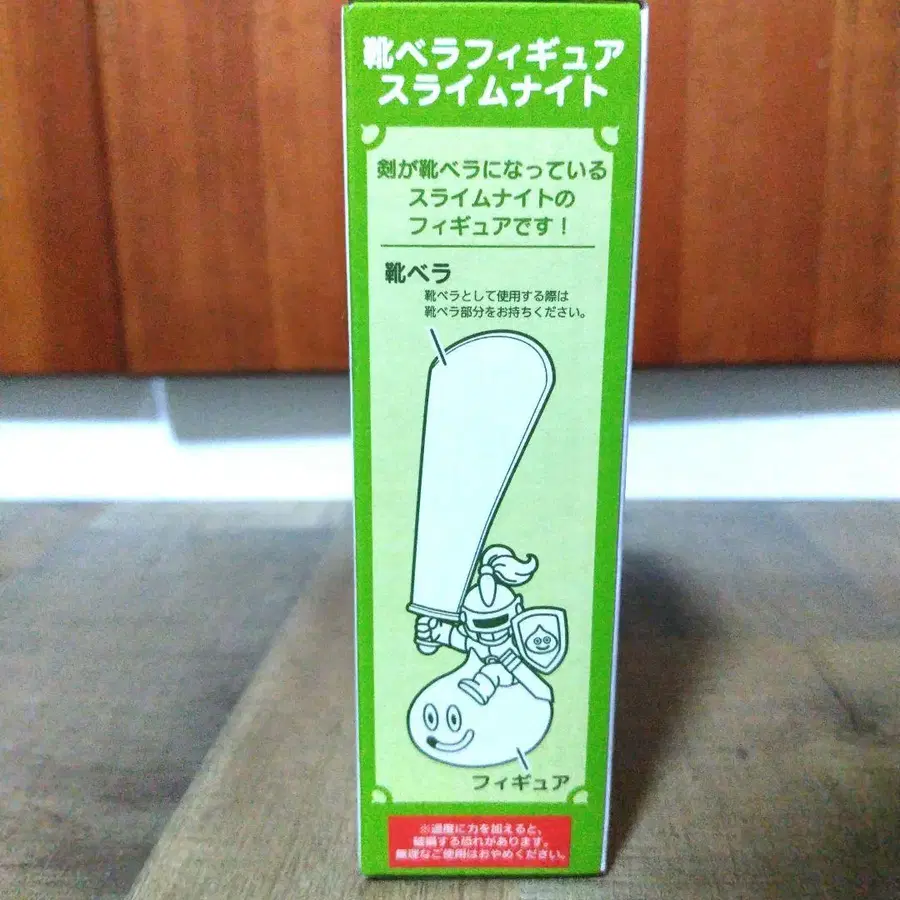 靴ベラフィギュア
スライムナイト
剣が靴ベラになっている
スライムナイトの
フィギュアです！
靴ベラ
靴ベラとして使用する際は
靴ベラ部分をお持ちください。
フィギュア
※過度に力を加えると、
破損する恐れがあります。
無理なご使用はおやめください。